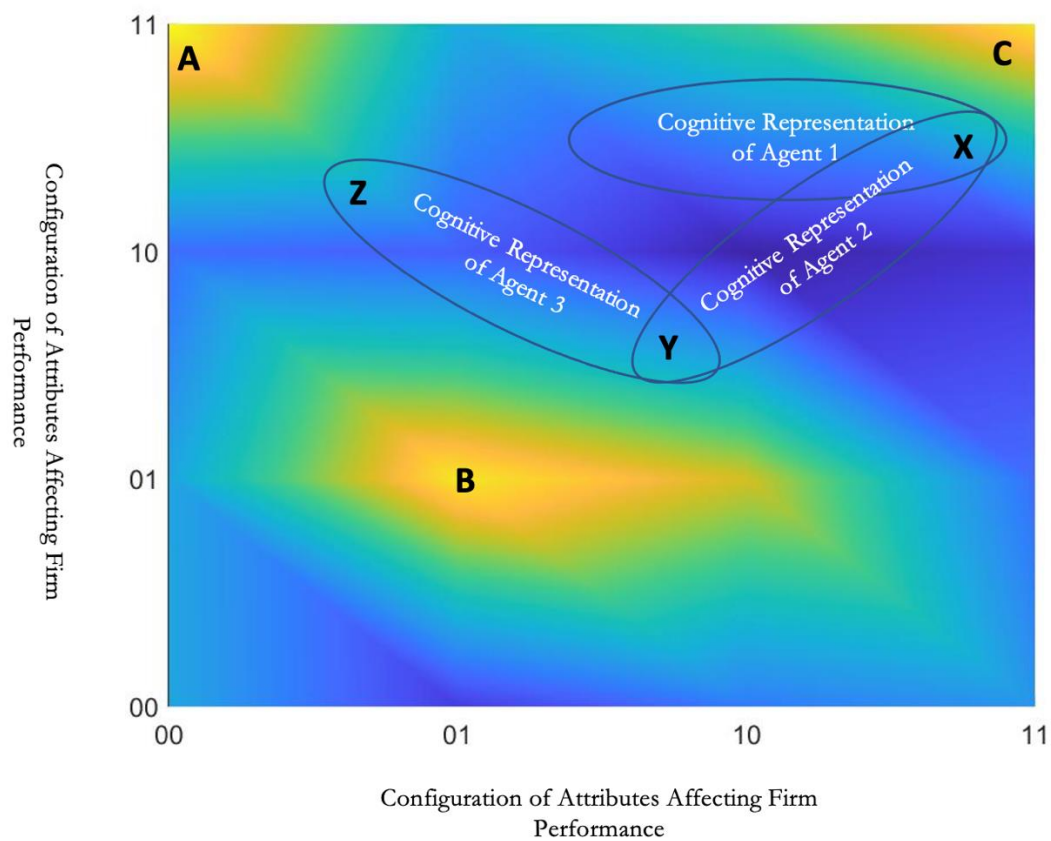 11
A
C
Cognitive Representation
of Agent 1
X
Z
Cognitive Representation
of Agent 3
Cognitive Representation
of Agent 2
10
Y
01
B
00
00
01
10
11
Configuration of Attributes Affecting Firm
Performance
Configuration of Attributes Affecting Firm
Performance